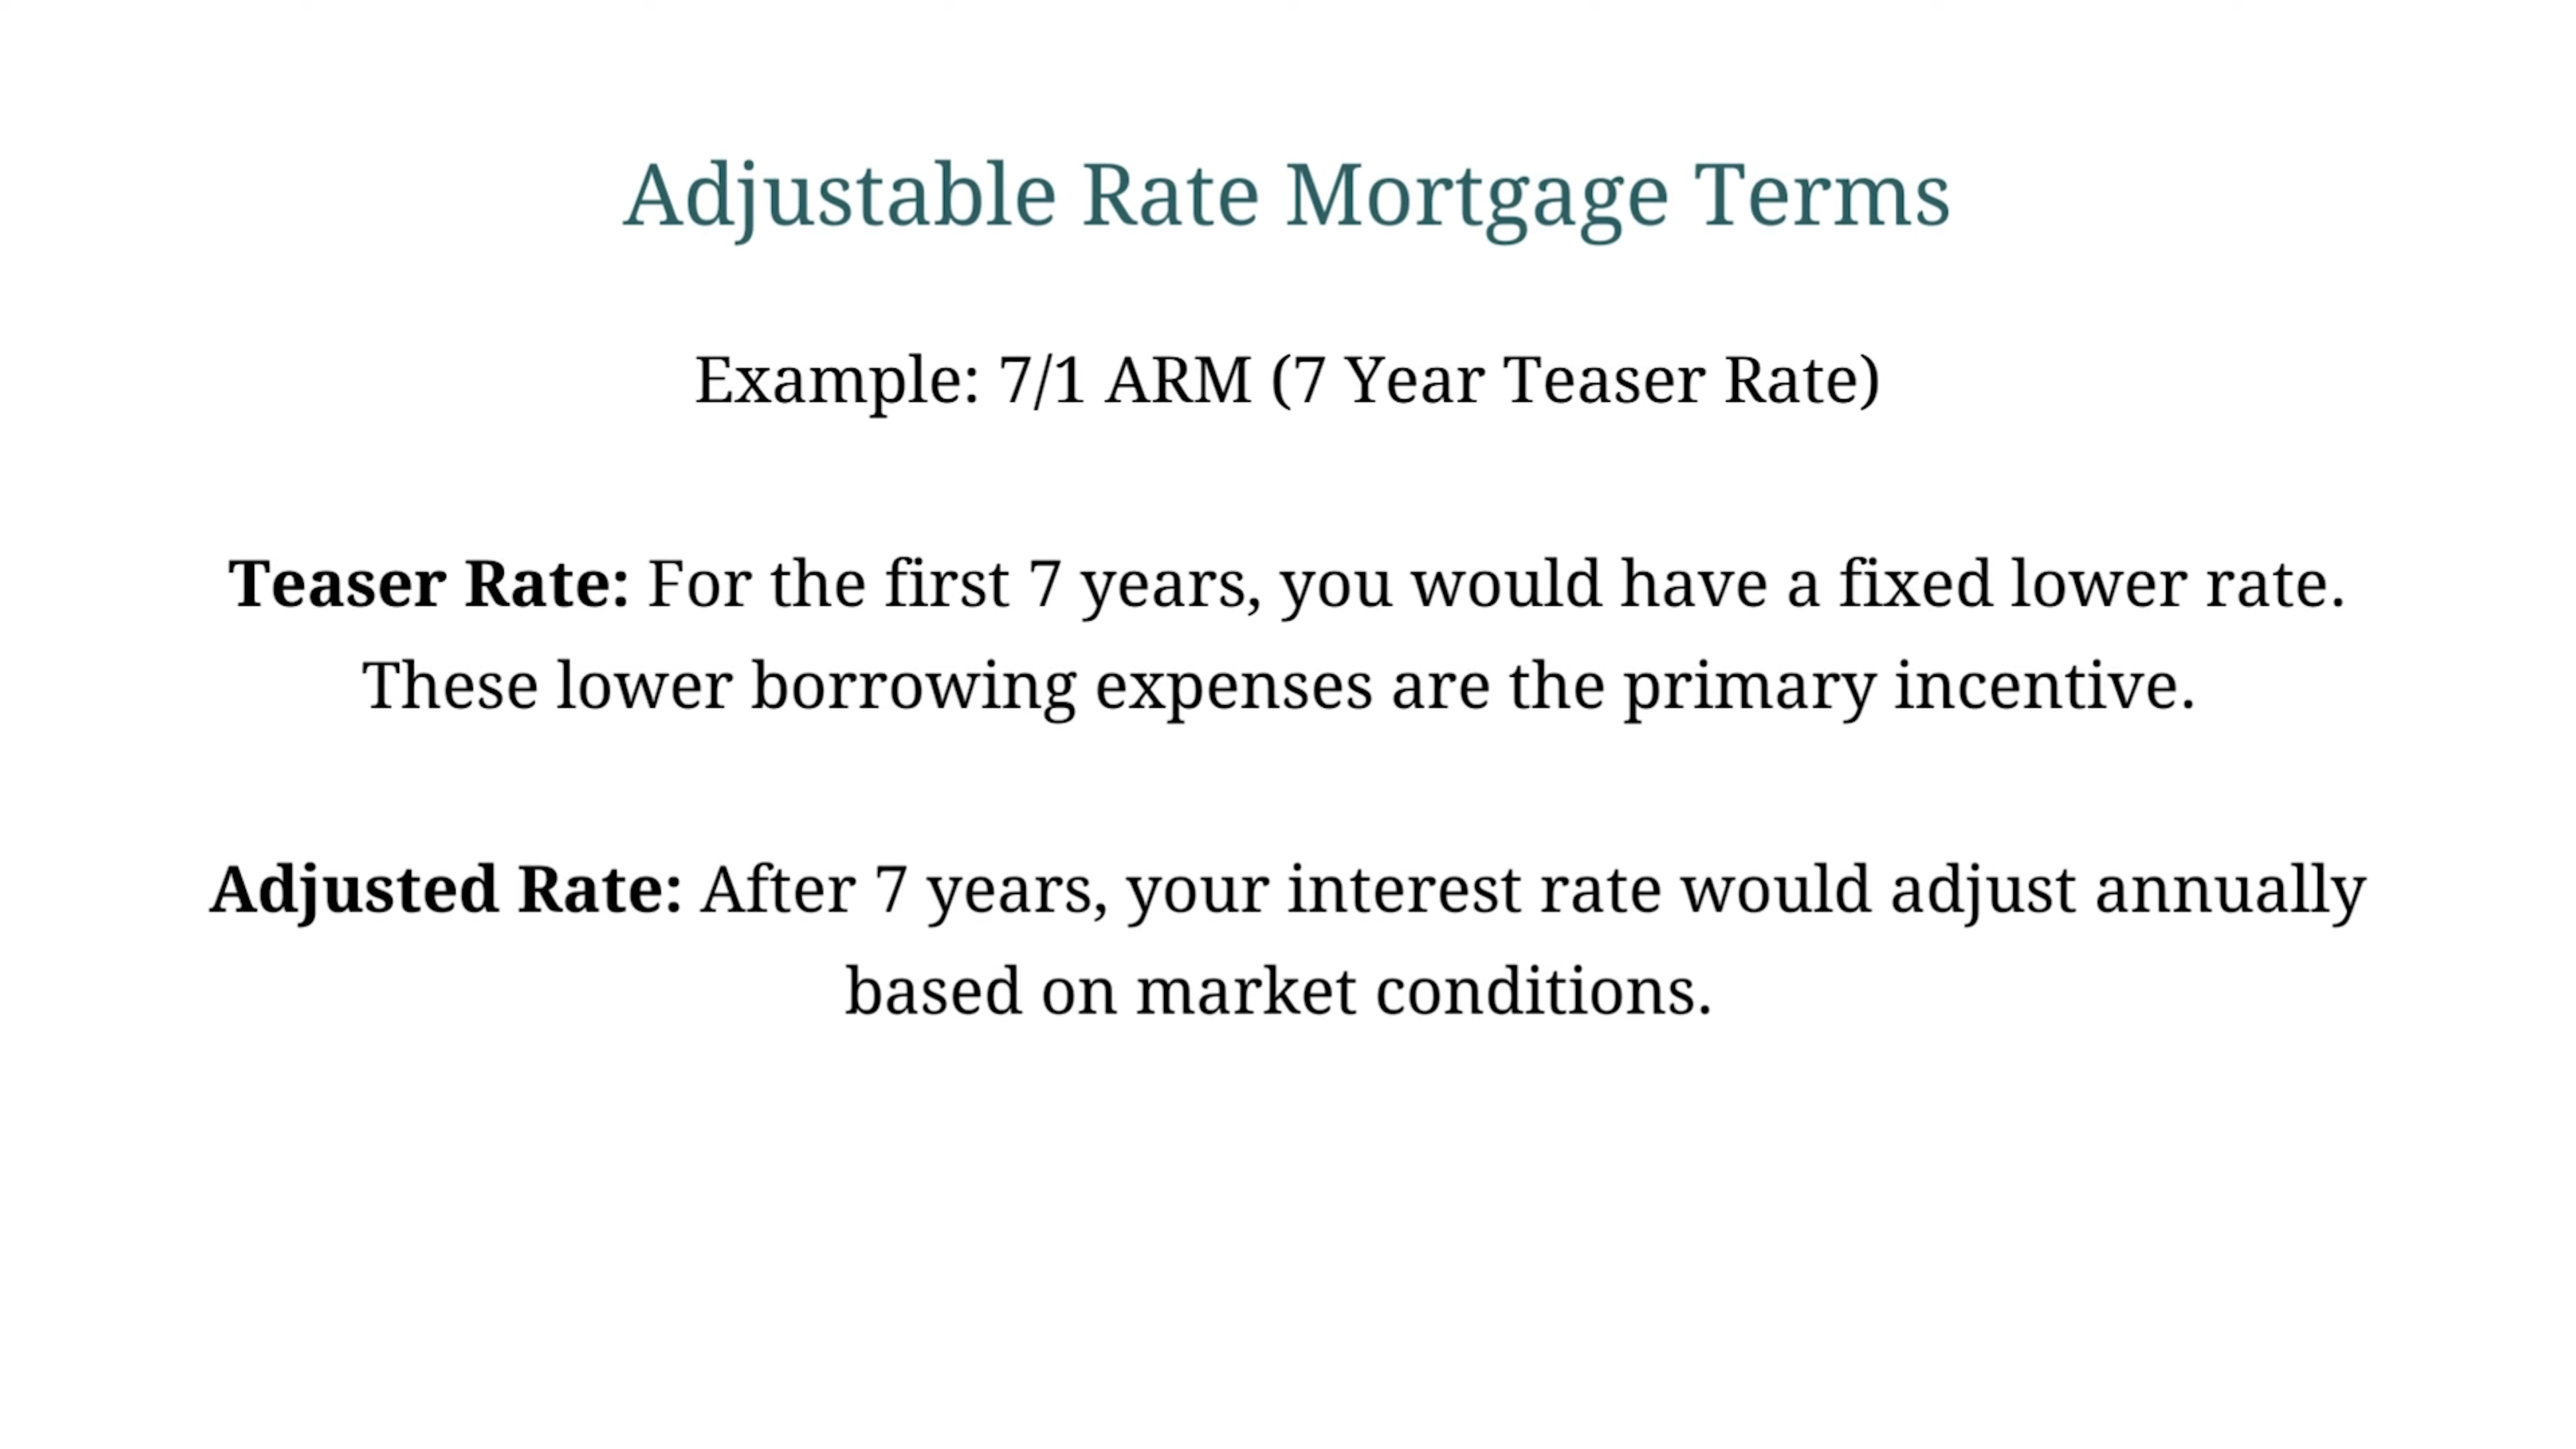 Adjustable Rate Mortgage Terms
Example: 7/1 ARM (7 Year Teaser Rate)
Teaser Rate: For the first 7 years, you would have a fixed lower rate.
These lower borrowing expenses are the primary incentive.
Adjusted Rate: After 7 years, your interest rate would adjust annually
based on market conditions.